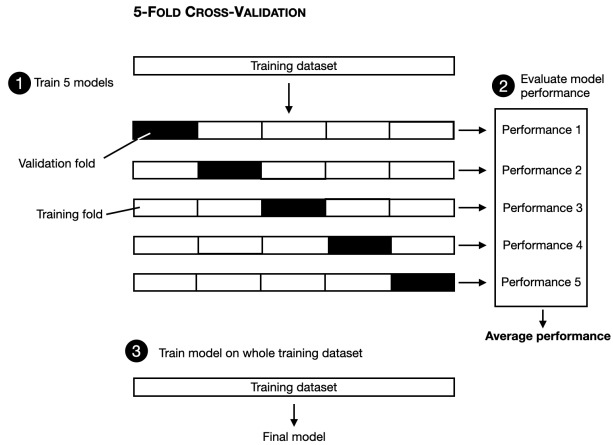 5-FOLD CROSS-VALIDATION
Training dataset
1 Train 5 models
2 Evaluate model
performance
Performance 1
Validation fold
Performance 2
Training fold
Performance 3
Performance 4
Performance 5
Average performance
3 Train model on whole training dataset
Training dataset
Final model